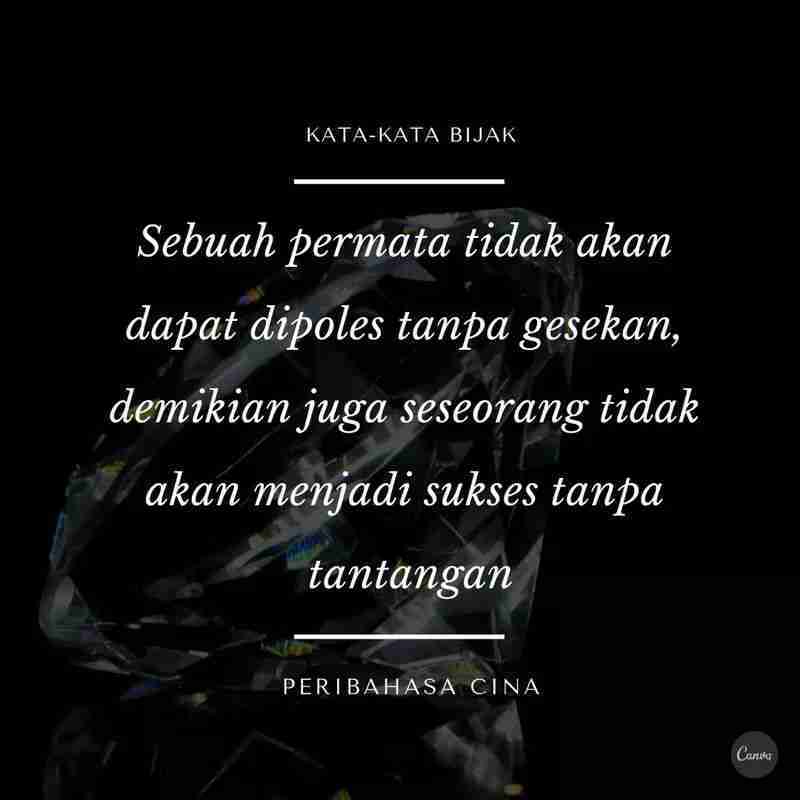 KATA-KATA BIJAK
Sebuah permata tidak akan
dapat dipoles tanpa gesekan,
demikian juga seseorang tidak
akan menjadi sukses tanpa
tantangan
PERIBAHASA CINA
Canva